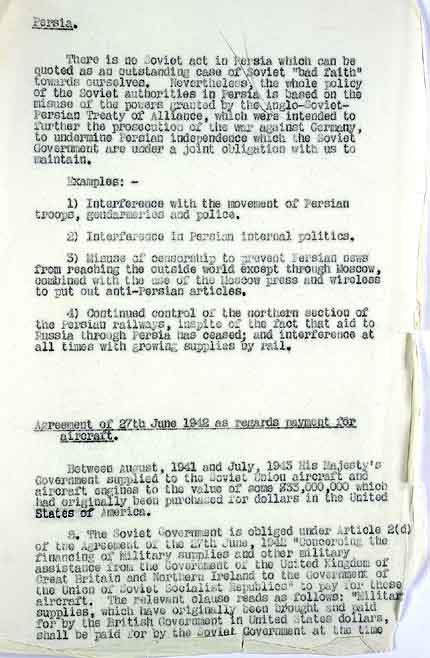 Persia.
There is no Soviet act in Persia which can be
quoted as an outstanding case of Soviet "bad faith"
towards ourselves. Nevertheless, the whole policy
of the Soviet authorities in Persia is based on the
misuse of the powers granted by the Anglo-Soviet-
Persian Treaty of Alliance, which were intended to
further the prosecution of the war against Germany,
to undermine Persian independence which the Soviet
Government are under a joint obligation with us to
maintain.
Examples: -
1) Interference with the movement of Persian
troops, gendarmeries and police.
2) Interference in Persian internal politics.
3) Misuse of censorship to prevent Persian news
from reaching the outside world except through Moscow,
combined with the use of the Moscow press and wireless
to put out anti-Persian articles.
4) Continued control of the northern section of
the Persian railways, inspite of the fact that aid to
Russia through Persia has ceased; and interference at
all times with growing supplies by rail.
Agreement of 27th June 1942 as regards payment for
aircraft.
Between August, 1941 and July, 1943 His Majesty's
Government supplied to the Soviet Union aircraft and
aircraft engines to the value of some $33,000,000 which
had originally been purchased for dollars in the United
States of America.
2. The Soviet Government is obliged under Article 2(d)
of the Agreement of the 27th June, 1942 "Concerning the
financing of Military supplies and other military
assistance from the Government of the United Kingdom of
Great Britain and Northern Ireland to the Government of
the Union of Soviet Socialist Republics" to pay for these
aircraft. The relevant clause reads as follows: "Militar
supplies, which have originally been brought and paid
for by the British Government in United States dollars,
shall be paid for by the Soviet Government at the time